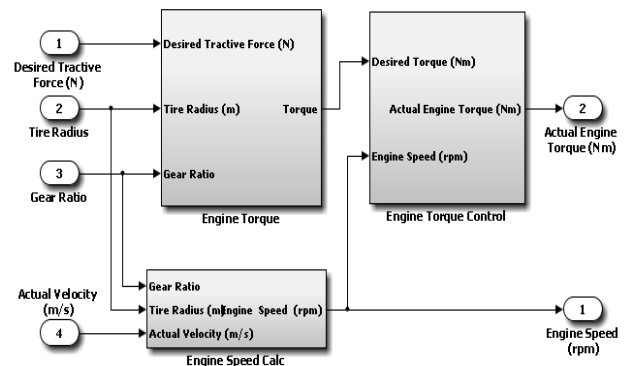 1
Desired Tractive
Force (N)
2
Tire Radius
3
Gear Ratio
Actual Velocity
(m/s)
4
Desired Tractive Force (N)
Tire Radius (m)
Torque
Gear Ratio
Engine Torque
Desired Torque (Nm)
Actual Engine Torque (Nm)
Engine Speed (rpm)
Engine Torque Control
2
Actual Engine
Torque (Nm)
Gear Ratio
Tire Radius (m)
Engine Speed (rpm)
Actual Velocity (m/s)
Engine Speed Calc
1
Engine Speed
(rpm)